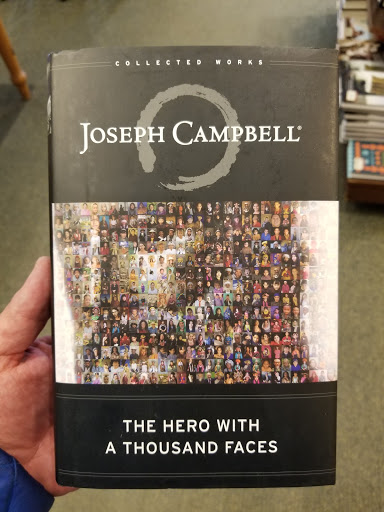 COLLECTED WORKS
JOSEPH CAMPBELL®
THE HERO WITH
A THOUSAND FACES